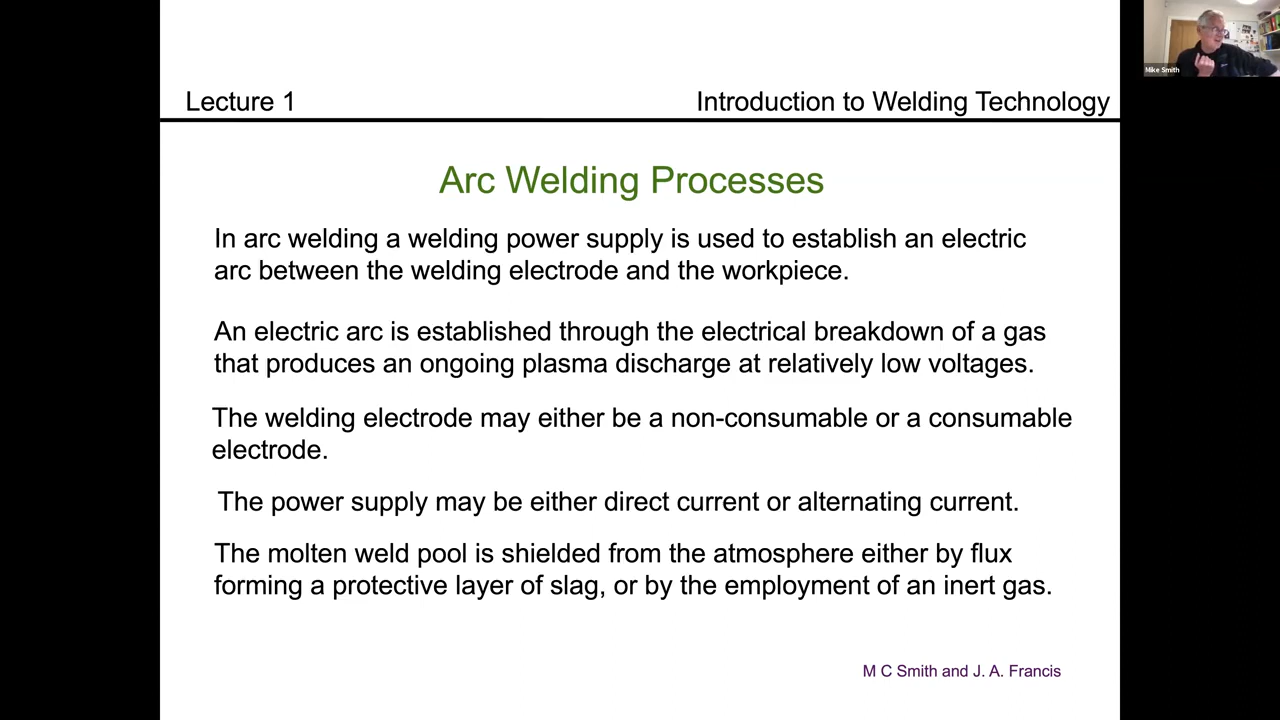 Mike Smith
Lecture 1
Introduction to Welding Technology
Arc Welding Processes
In arc welding a welding power supply is used to establish an electric
arc between the welding electrode and the workpiece.
An electric arc is established through the electrical breakdown of a gas
that produces an ongoing plasma discharge at relatively low voltages.
The welding electrode may either be a non-consumable or a consumable
electrode.
The power supply may be either direct current or alternating current.
The molten weld pool is shielded from the atmosphere either by flux
forming a protective layer of slag, or by the employment of an inert gas.
M C Smith and J. A. Francis